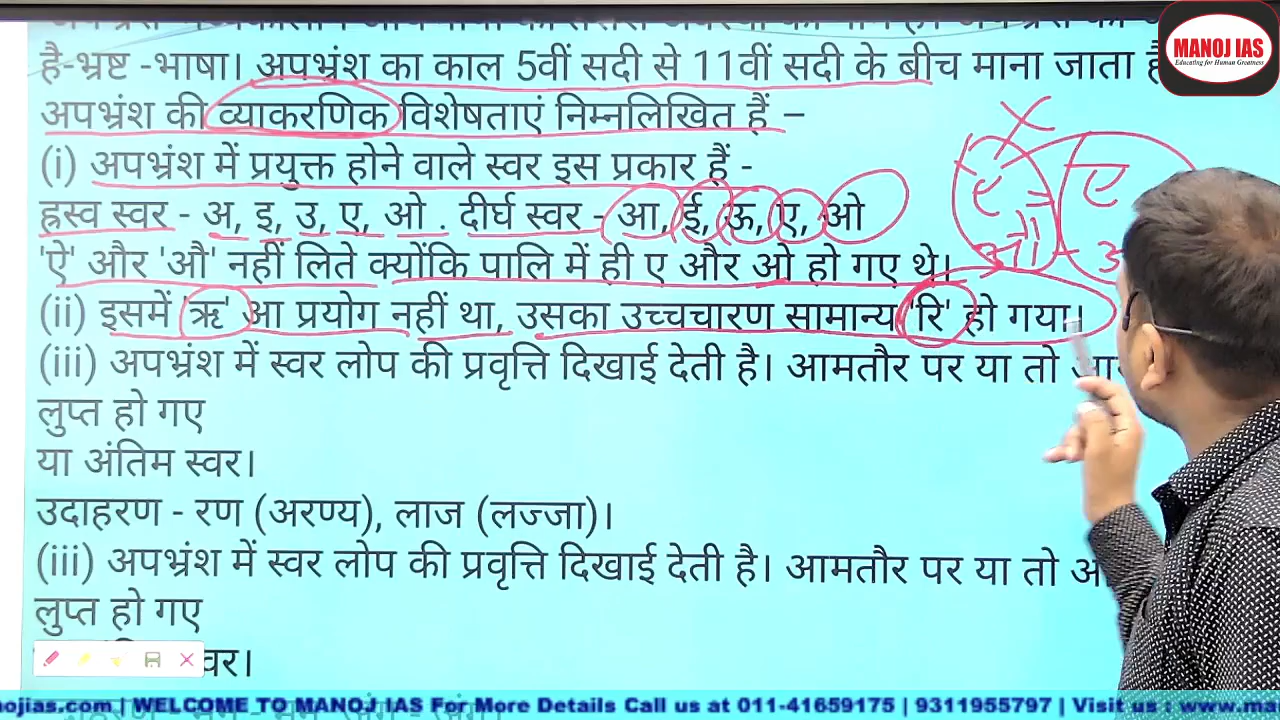 है-भ्रष्ट -भाषा। अपभ्रंश का काल 5वीं सदी से 11वीं सदी के बीच माना जाता है
MANOJ IAS
Educating for Human Greatness
अपभ्रंश की व्याकरणिक विशेषताएं निम्नलिखित हैं –
(i) अपभ्रंश में प्रयुक्त होने वाले स्वर इस प्रकार हैं -
ह्रस्व स्वर - अ, इ, उ, ए, ओ . दीर्घ स्वर - आ, ई, ऊ, ए, ओ
'ऐ' और 'औ' नहीं लिते क्योंकि पालि में ही ए और ओ हो गए थे।
(ii) इसमें 'ऋ' आ प्रयोग नहीं था, उसका उच्चचारण सामान्य 'रि' हो गया।
(iii) अपभ्रंश में स्वर लोप की प्रवृत्ति दिखाई देती है। आमतौर पर या तो
लुप्त हो गए
या अंतिम स्वर।
उदाहरण - रण (अरण्य), लाज (लज्जा)।
(iii) अपभ्रंश में स्वर लोप की प्रवृत्ति दिखाई देती है। आमतौर पर या तो
लुप्त हो गए
WELCOME TO MANOJ IAS For More Details Call us at 011-41659175 | 9311955797 | Visit us :